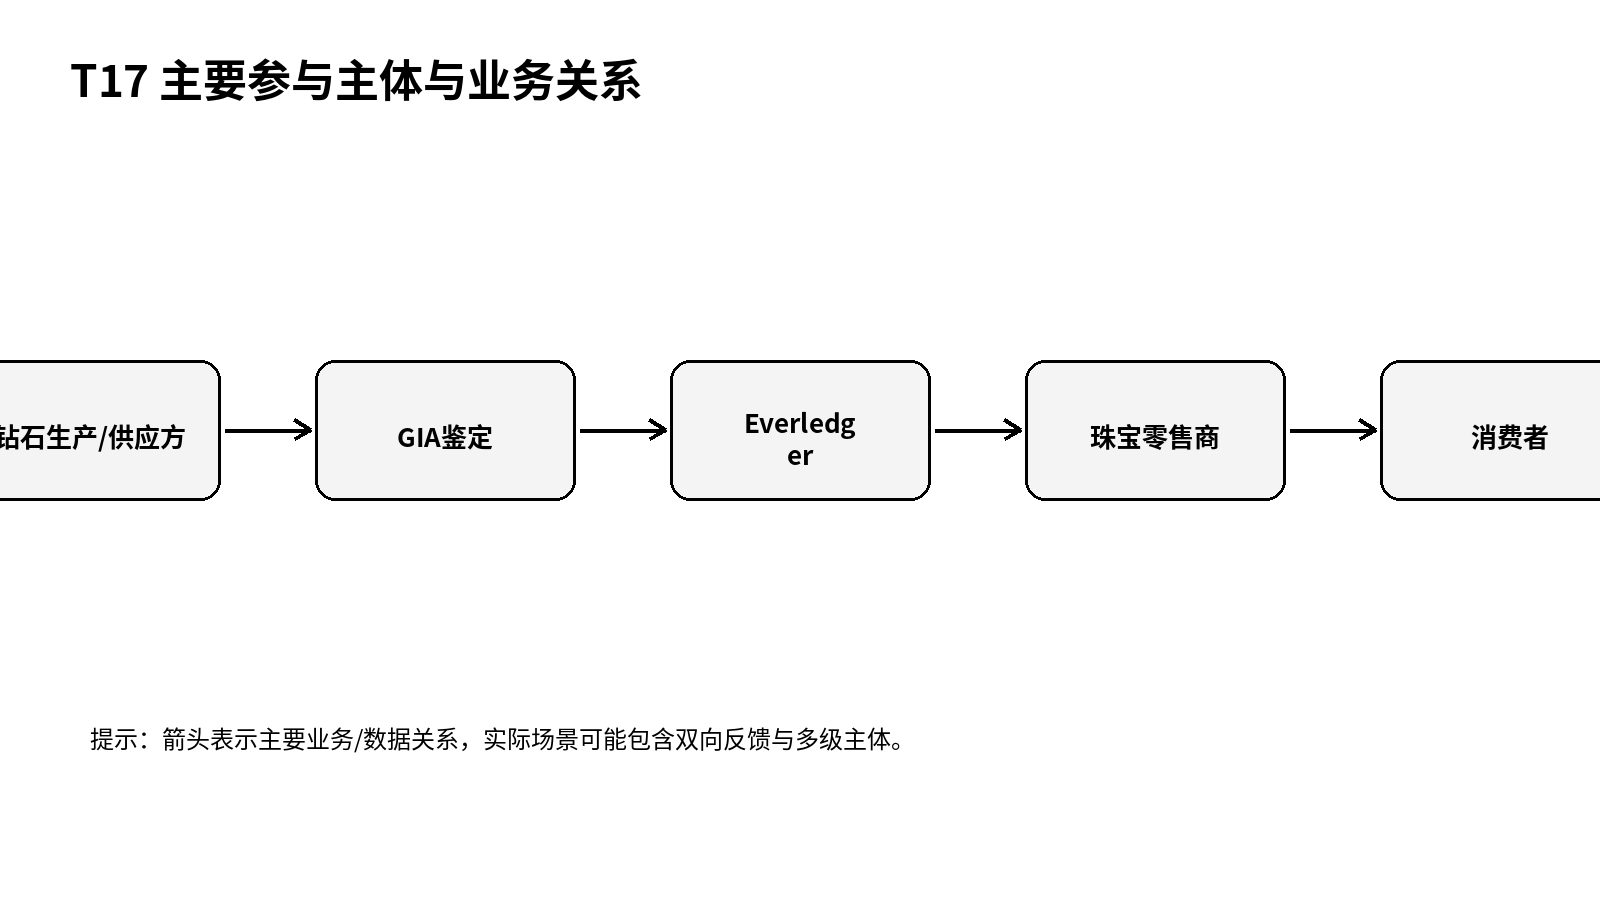 T17 主要参与主体与业务关系
钻石生产/供应方
GIA鉴定
Everledg
er
珠宝零售商
消费者
提示：箭头表示主要业务/数据关系，实际场景可能包含双向反馈与多级主体。